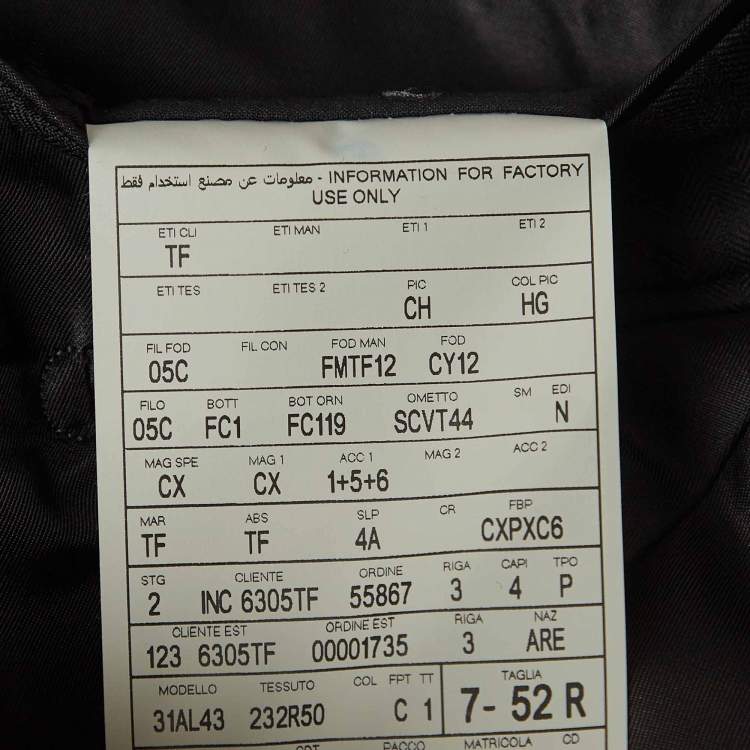 معلومات عن مصنع استخدام فقط - INFORMATION FOR FACTORY
USE ONLY
ETI CLI ETI MAN ETI 1 ETI 2
TF
ETI TES ETI TES 2 PIC COL PIC
CH HG
FIL FOD FIL CON FOD MAN FOD
05C FMTF12 CY12
FILO BOTT BOT ORN OMETTO SM EDI
05C FC1 FC119 SCVT44 N
MAG SPE MAG 1 ACC 1 MAG 2 ACC 2
CX CX 1+5+6
MAR ABS SLP CR FBP
TF TF 4A CXPXC6
STG CLIENTE ORDINE RIGA CAPI TPO
2 INC 6305TF 55867 3 4 P
CLIENTE EST ORDINE EST RIGA NAZ
123 6305TF 00001735 3 ARE
MODELLO TESSUTO COL FPT TT TAGLIA
31AL43 232R50 C 1 7- 52 R
PACCO MATRICOLA CD